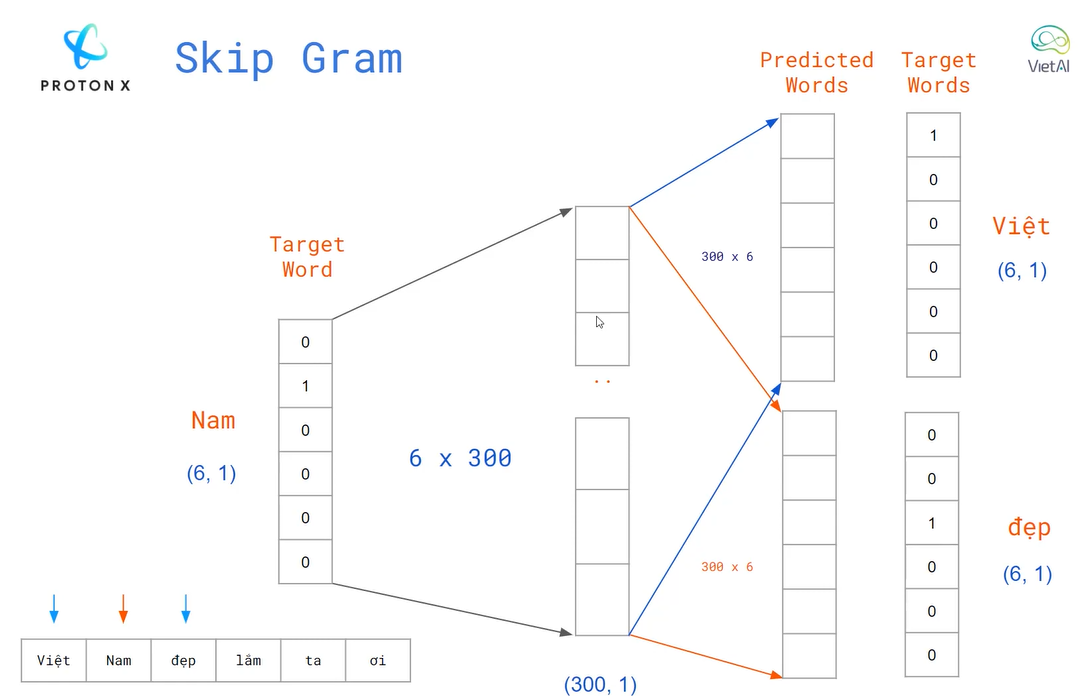 PROTON X
Skip Gram
VietAI
Predicted
Words
Target
Words
Target
Word
Nam
(6, 1)
0
1
0
0
0
0
6 x 300
..
(300, 1)
300 x 6
300 x 6
1
0
0
0
0
0
Việt
(6, 1)
0
0
1
0
0
0
đẹp
(6, 1)
Việt Nam đẹp lắm ta ơi